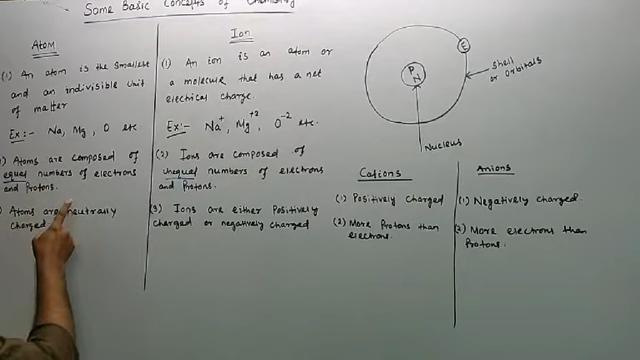 Some Basic Concepts of Chemistry
Atom
(1) An atom is the smallest
and an indivisible unit
of matter
Ex:- Na, Mg, O etc
) Atoms are composed of
equal numbers of electrons
and Protons.
) Atoms are neutrally
charged.
Ion
(1) An ion is an atom or
a molecule that has a net
electrical charge.
Ex:- Na+, Mg+2, O-2 etc.
(2) Ions are composed of
unequal numbers of electrons
and Protons.
(3) Ions are either Positively
charged or negatively charged
E
P
N
Shell
or Orbitals
Nucleus
Cations
(1) Positively charged
(2) More Protons than
electrons.
Anions
(1) Negatively charged.
(2) More electrons than
Protons.